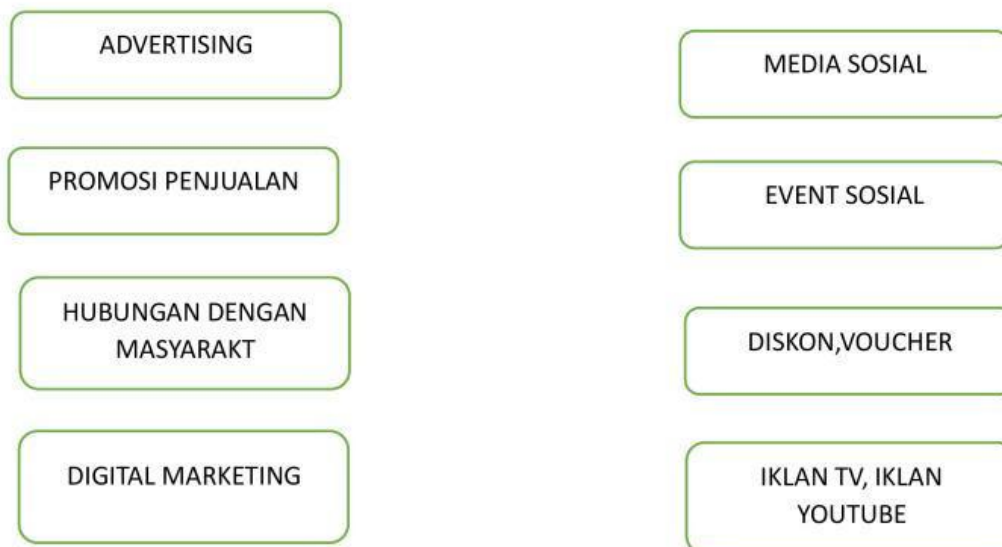 ADVERTISING
MEDIA SOSIAL
PROMOSI PENJUALAN
EVENT SOSIAL
HUBUNGAN DENGAN
MASYARAKT
DISKON,VOUCHER
DIGITAL MARKETING
IKLAN TV, IKLAN
YOUTUBE